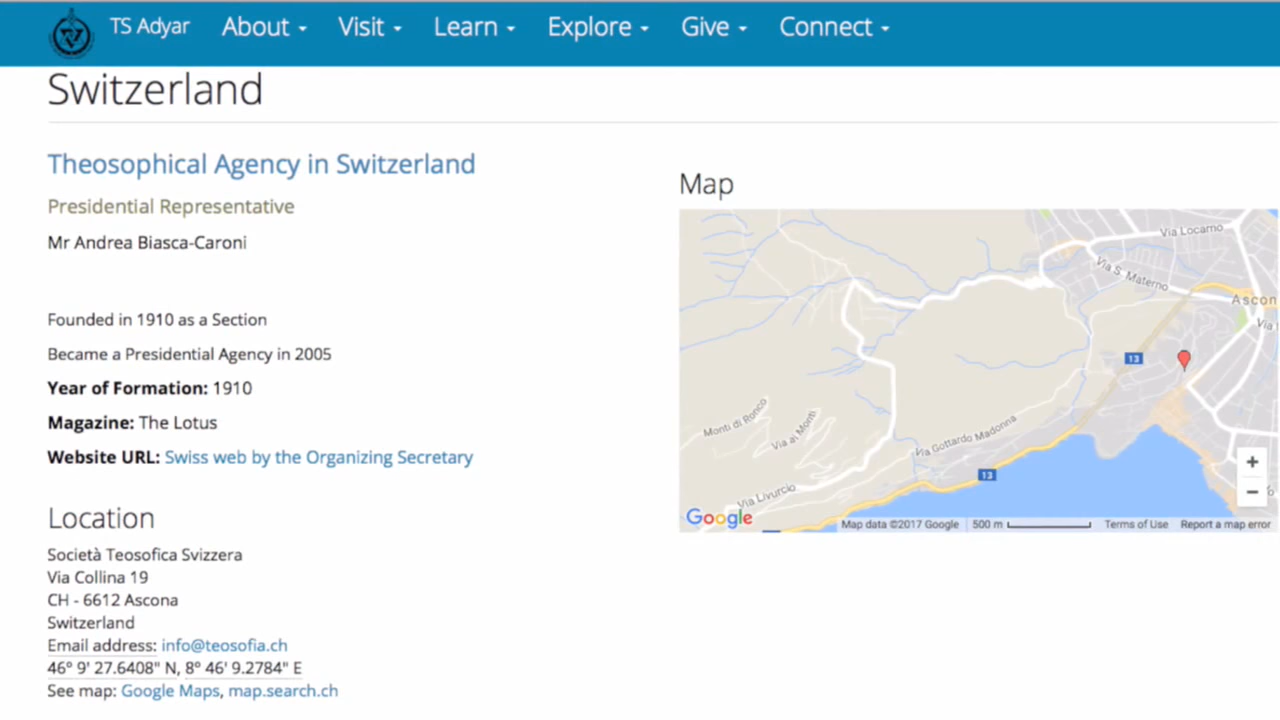 TS Adyar About Visit Learn Explore Give Connect
Switzerland
Theosophical Agency in Switzerland
Presidential Representative
Mr Andrea Biasca-Caroni
Founded in 1910 as a Section
Became a Presidential Agency in 2005
Year of Formation: 1910
Magazine: The Lotus
Website URL: Swiss web by the Organizing Secretary
Location
Società Teosofica Svizzera
Via Collina 19
CH - 6612 Ascona
Switzerland
Email address: info@teosofia.ch
46° 9' 27.6408" N, 8° 46' 9.2784" E
See map: Google Maps, map.search.ch
Map
Via Locarno
Via S. Materno
Ascon
Via
13
Monti di Ronco
Via ai Monti
Via Gottardo Madonna
13
Via Livurcio
+
−
Google
Map data ©2017 Google 500 m Terms of Use Report a map error